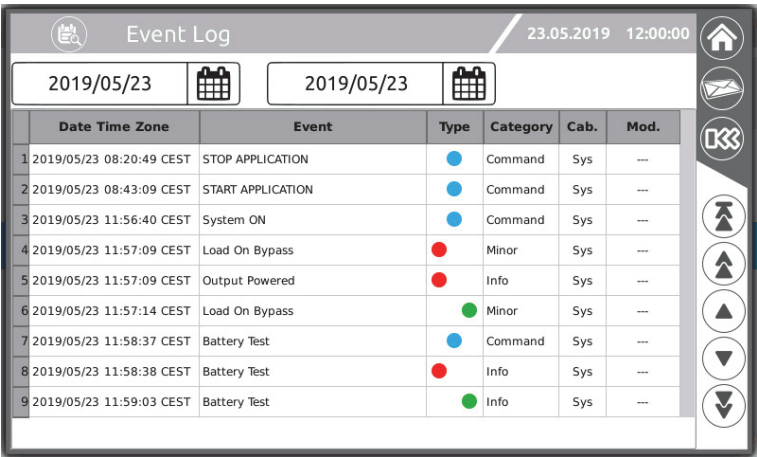 Event Log 23.05.2019 12:00:00
2019/05/23 2019/05/23
Date Time Zone Event Type Category Cab. Mod.
1 2019/05/23 08:20:49 CEST STOP APPLICATION Command Sys ---
2 2019/05/23 08:43:09 CEST START APPLICATION Command Sys ---
3 2019/05/23 11:56:40 CEST System ON Command Sys ---
4 2019/05/23 11:57:09 CEST Load On Bypass Minor Sys ---
5 2019/05/23 11:57:09 CEST Output Powered Info Sys ---
6 2019/05/23 11:57:14 CEST Load On Bypass Minor Sys ---
7 2019/05/23 11:58:37 CEST Battery Test Command Sys ---
8 2019/05/23 11:58:38 CEST Battery Test Info Sys ---
9 2019/05/23 11:59:03 CEST Battery Test Info Sys ---